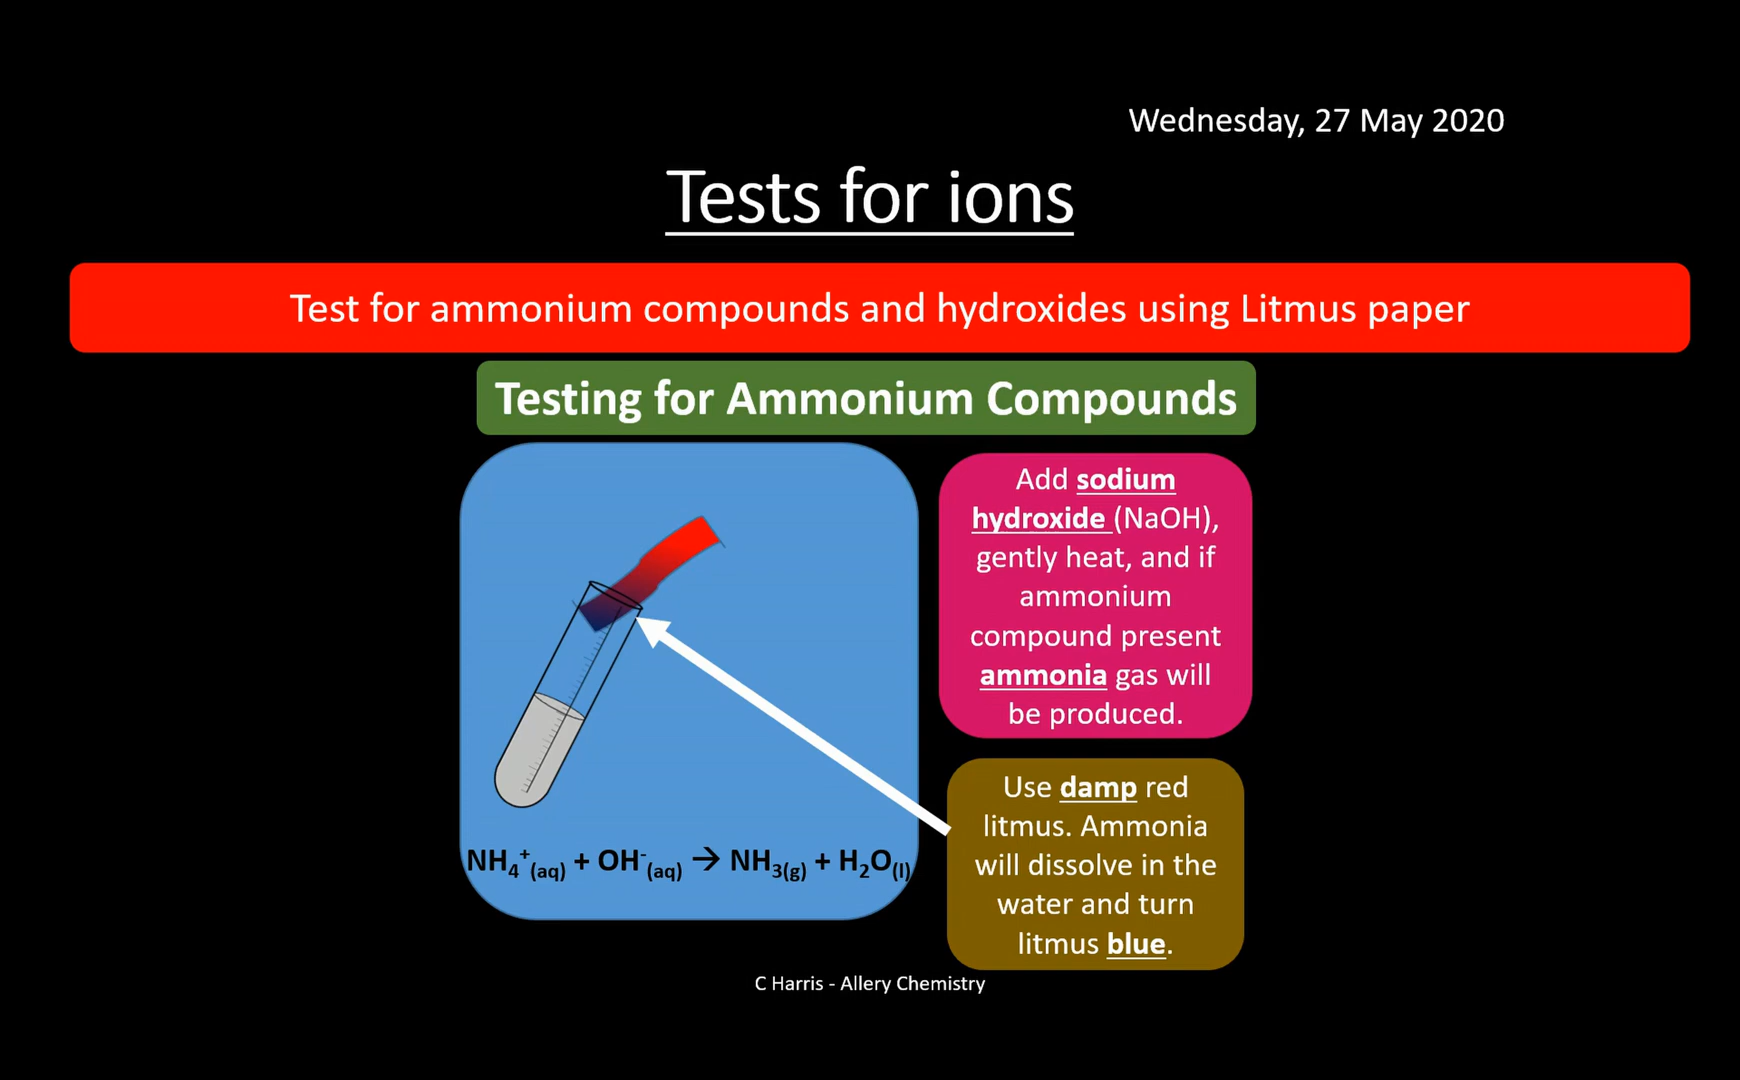 Wednesday, 27 May 2020
Tests for ions
Test for ammonium compounds and hydroxides using Litmus paper
Testing for Ammonium Compounds
Add sodium
hydroxide (NaOH),
gently heat, and if
ammonium
compound present
ammonia gas will
be produced.
Use damp red
litmus. Ammonia
will dissolve in the
water and turn
litmus blue.
NH₄⁺(aq) + OH⁻(aq) → NH₃(g) + H₂O(l)
C Harris - Allery Chemistry